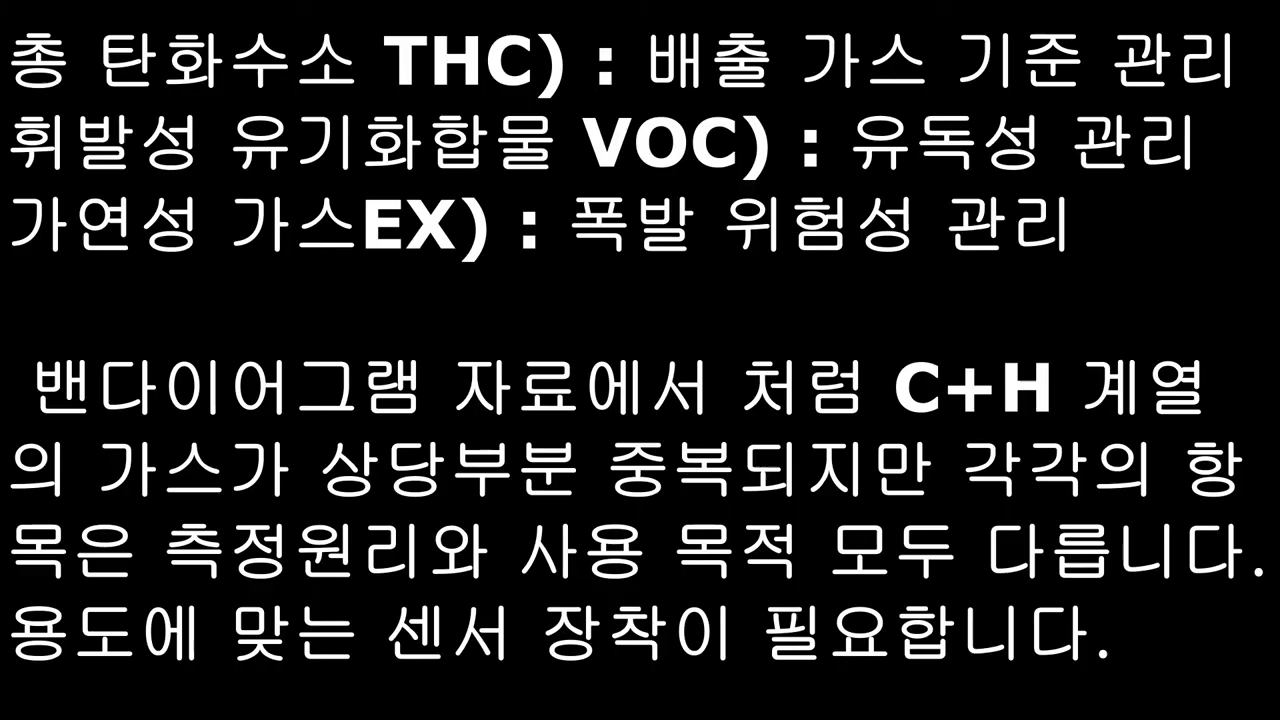 총 탄화수소 THC) : 배출 가스 기준 관리
휘발성 유기화합물 VOC) : 유독성 관리
가연성 가스EX) : 폭발 위험성 관리
밴다이어그램 자료에서 처럼 C+H 계열
의 가스가 상당부분 중복되지만 각각의 항
목은 측정원리와 사용 목적 모두 다릅니다.
용도에 맞는 센서 장착이 필요합니다.